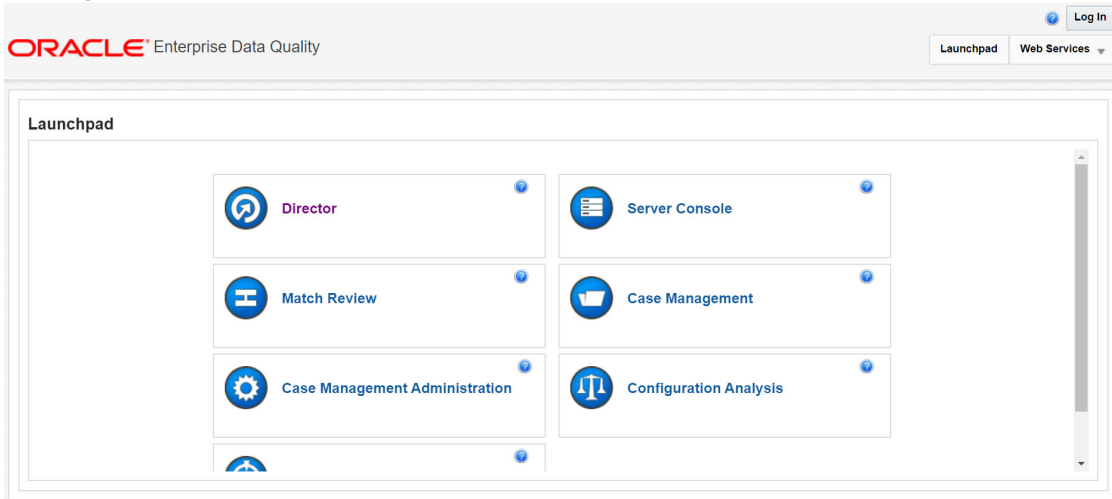 Log In
ORACLE Enterprise Data Quality
Launchpad Web Services
Launchpad
Director
Server Console
Match Review
Case Management
Case Management Administration
Configuration Analysis